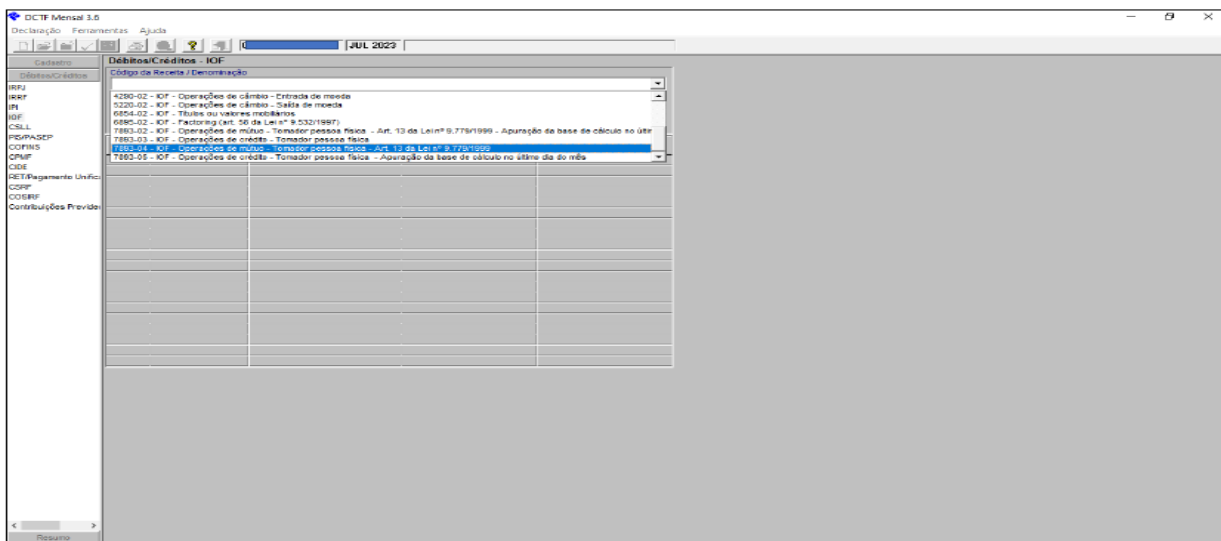 DCTF Mensal 3.6
Declaração Ferramentas Ajuda
JUL 2023
Cadastro
Débitos/Créditos
IRPJ
IRRF
IPI
IOF
CSLL
PIS/PASEP
COFINS
CPMF
CIDE
RET/Pagamento Unific
CSRF
COSIRF
Contribuições Previde
Resumo
Débitos/Créditos - IOF
Código da Receita / Denominação
4290-02 - IOF - Operações de câmbio - Entrada de moeda
5220-02 - IOF - Operações de câmbio - Saída de moeda
6854-02 - IOF - Títulos ou valores mobiliários
6895-02 - IOF - Factoring (art. 58 da Lei n° 9.532/1997)
7893-02 - IOF - Operações de mútuo - Tomador pessoa física - Art. 13 da Lei nº 9.779/1999 - Apuração da base de cálculo no últim
7893-03 - IOF - Operações de crédito - Tomador pessoa física
7893-04 - IOF - Operações de mútuo - Tomador pessoa física - Art. 13 da Lei n° 9.779/1999
7893-05 - IOF - Operações de crédito - Tomador pessoa física - Apuração da base de cálculo no último dia do mês